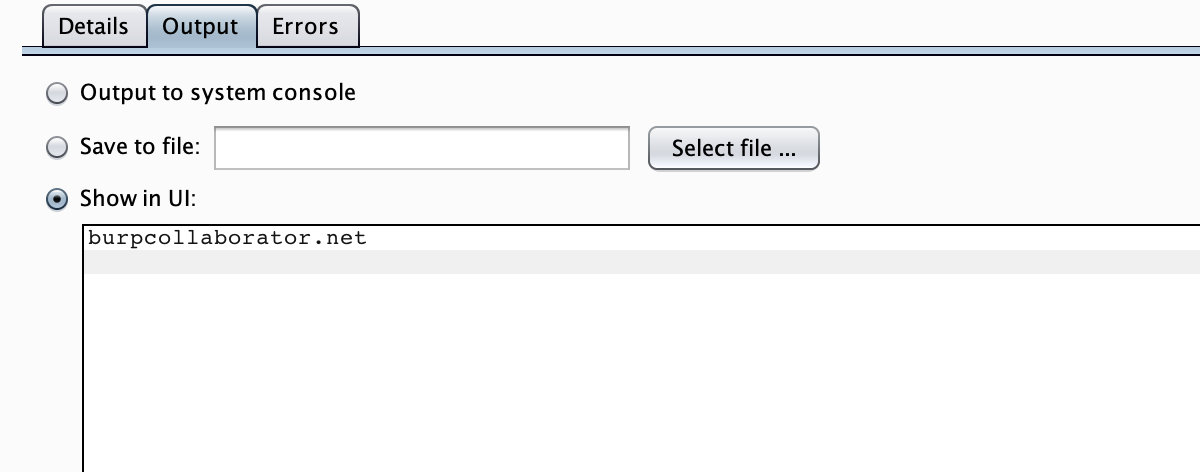 Details Output Errors
Output to system console
Save to file: Select file ...
Show in UI:
burpcollaborator.net